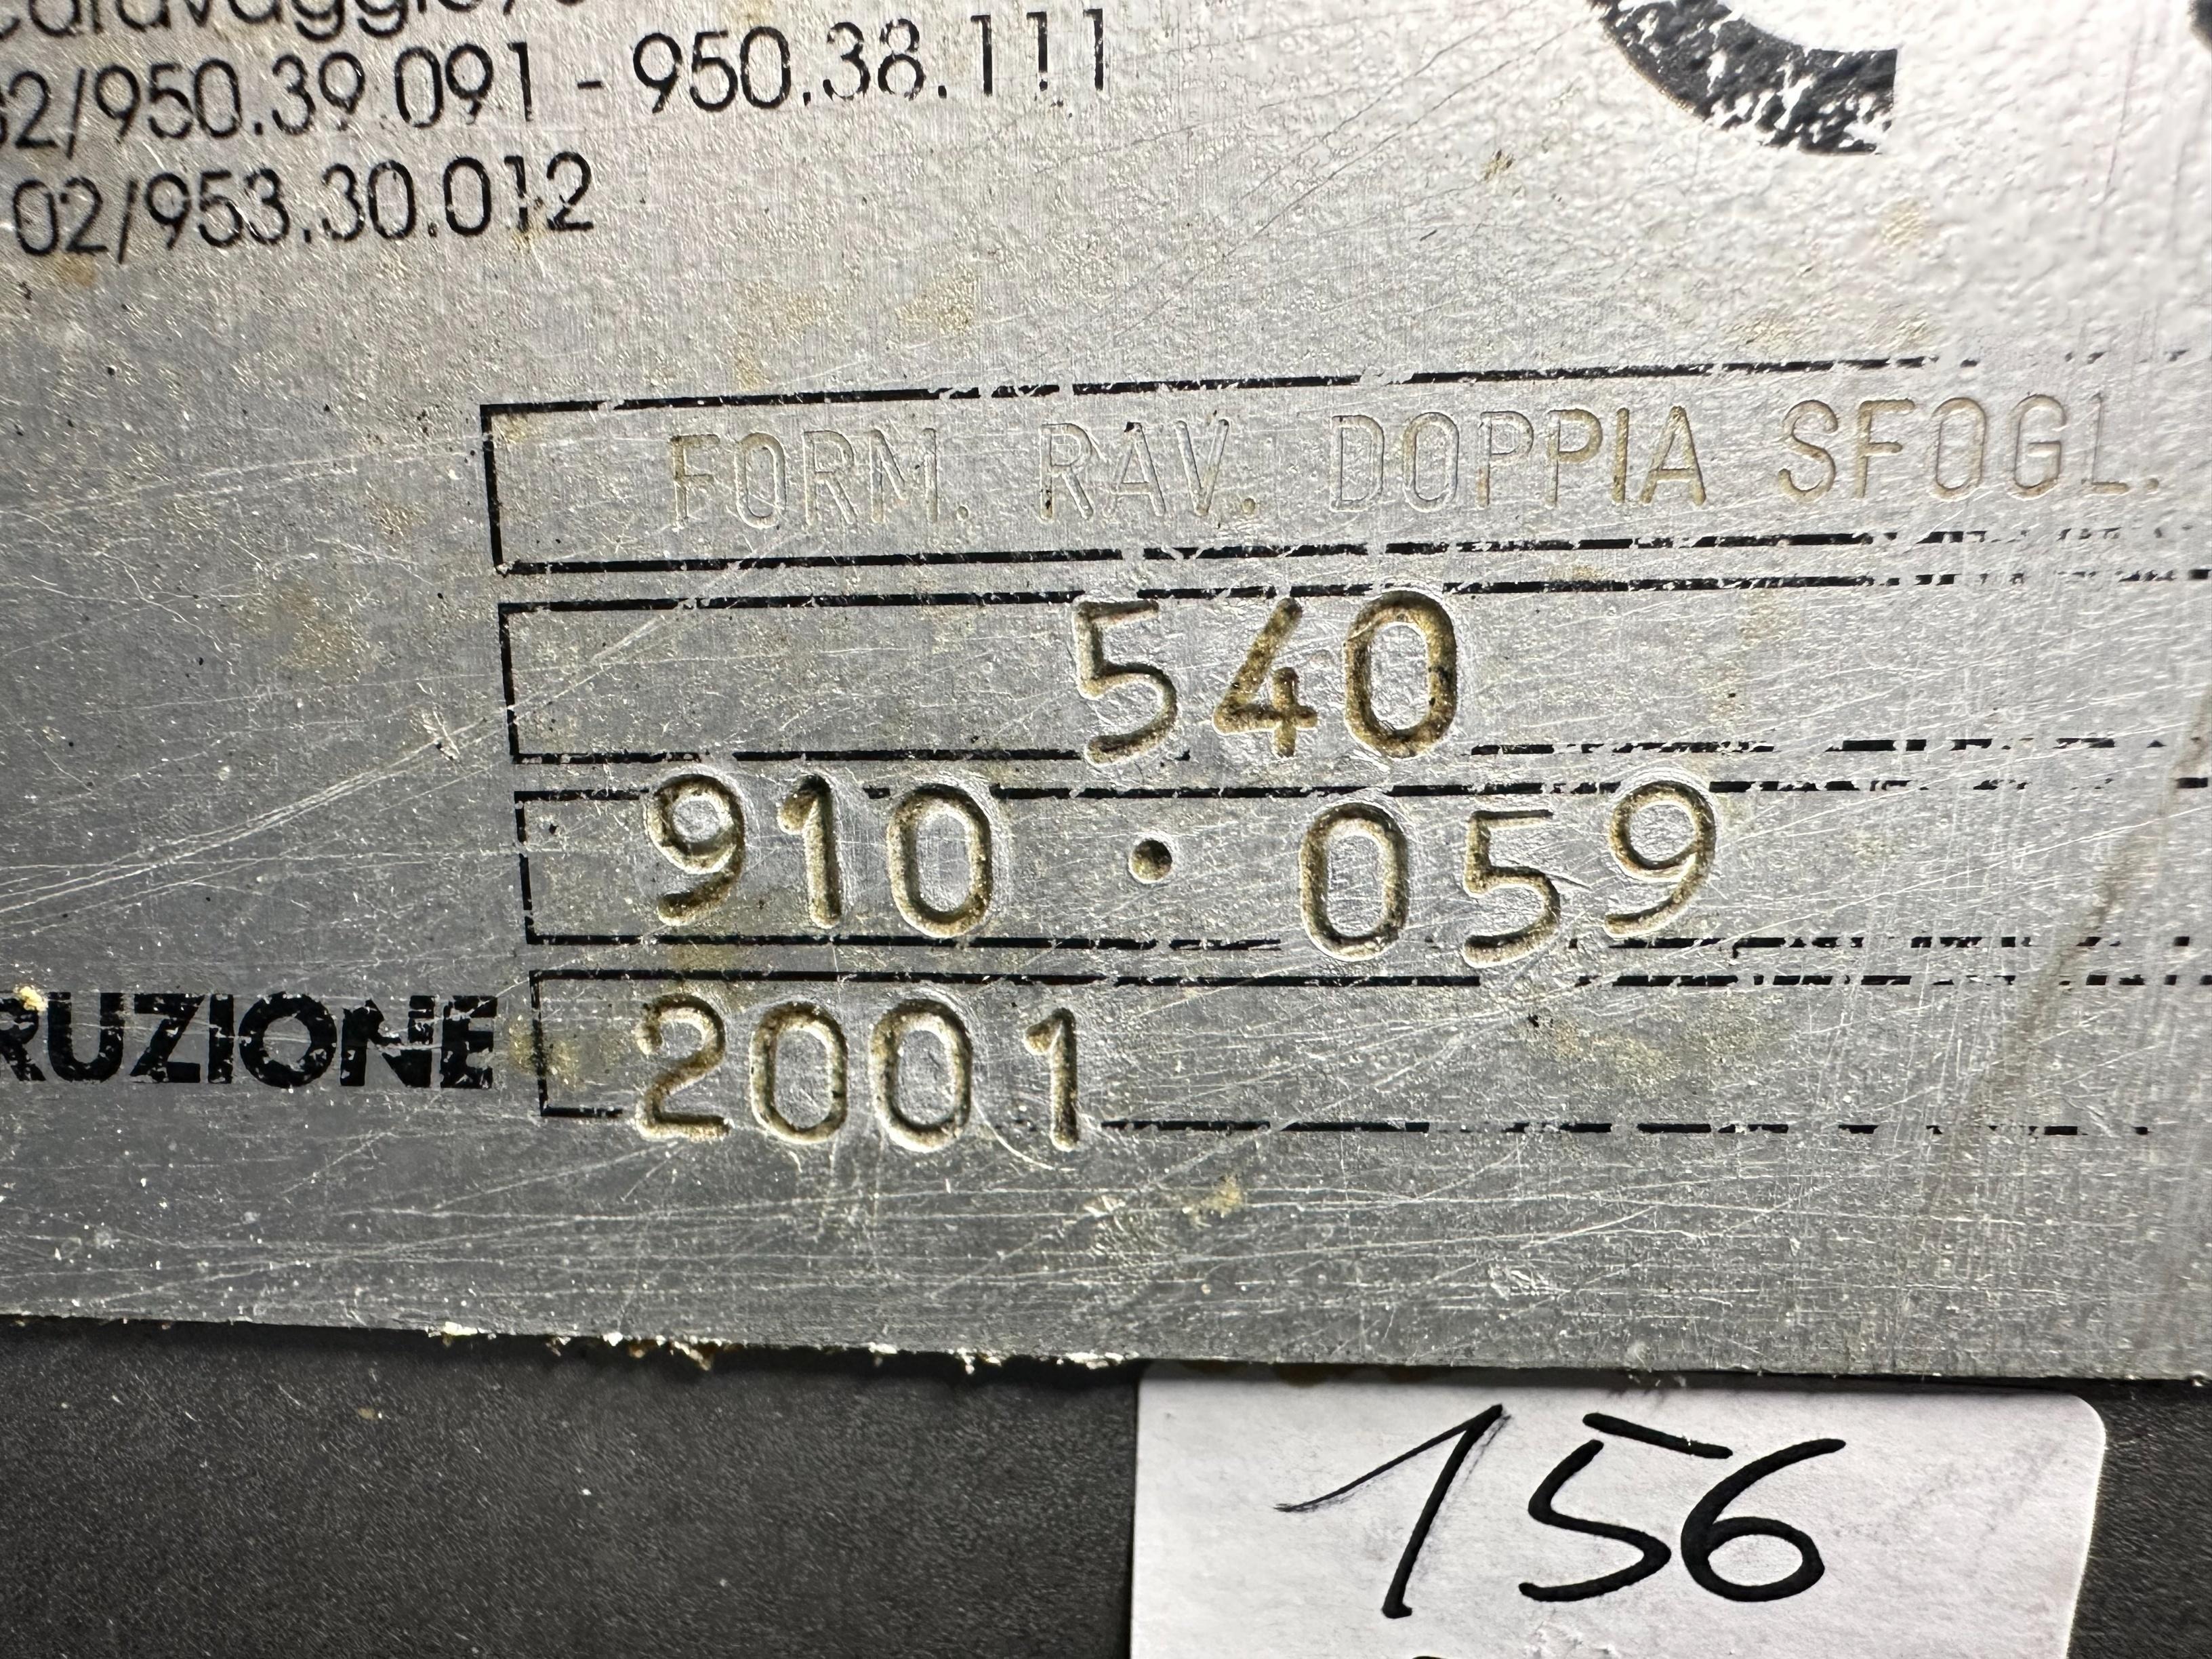 02/950.39.091 - 950.38.111
02/953.30.012
FORM. RAV. DOPPIA SFOGL.
540
910 · 059
RUZIONE 2001
156